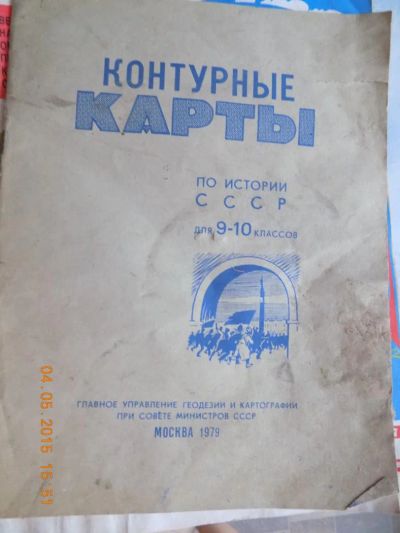 КОНТУРНЫЕ
КАРТЫ
ПО ИСТОРИИ
СССР
ДЛЯ 9-10 КЛАССОВ
ГЛАВНОЕ УПРАВЛЕНИЕ ГЕОДЕЗИИ И КАРТОГРАФИИ
ПРИ СОВЕТЕ МИНИСТРОВ СССР
МОСКВА 1979
04.05.2015 15:51